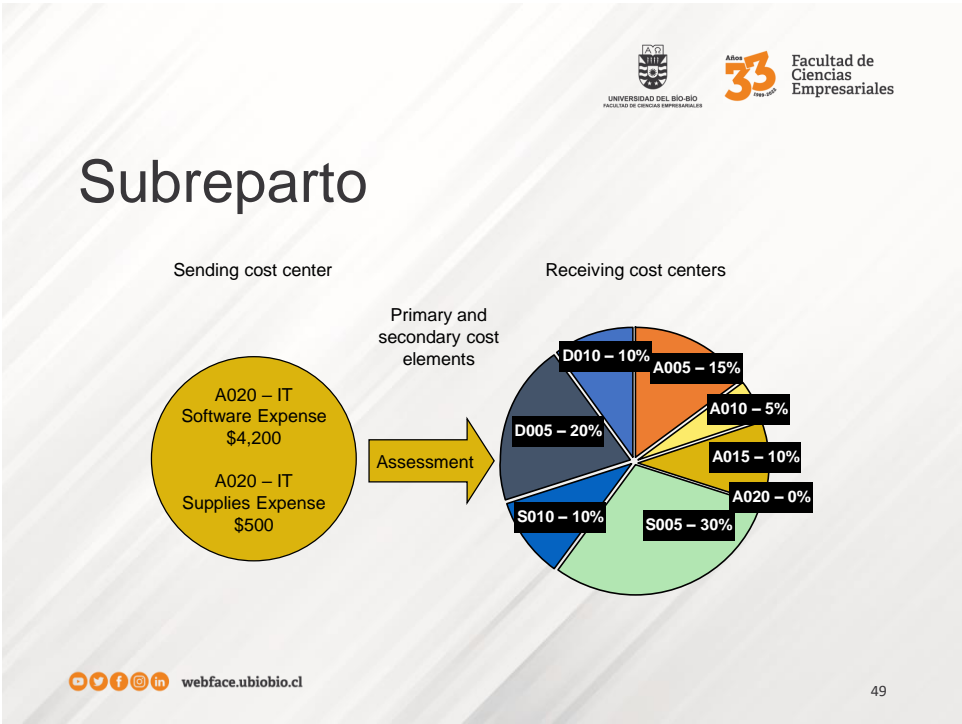 UNIVERSIDAD DEL BÍO-BÍO
FACULTAD DE CIENCIAS EMPRESARIALES
Años
33
1989-2022
Facultad de
Ciencias
Empresariales
Subreparto
Sending cost center
Receiving cost centers
Primary and
secondary cost
elements
A020 – IT
Software Expense
$4,200
A020 – IT
Supplies Expense
$500
Assessment
D010 – 10%
A005 – 15%
A010 – 5%
D005 – 20%
A015 – 10%
A020 – 0%
S010 – 10%
S005 – 30%
webface.ubiobio.cl
49